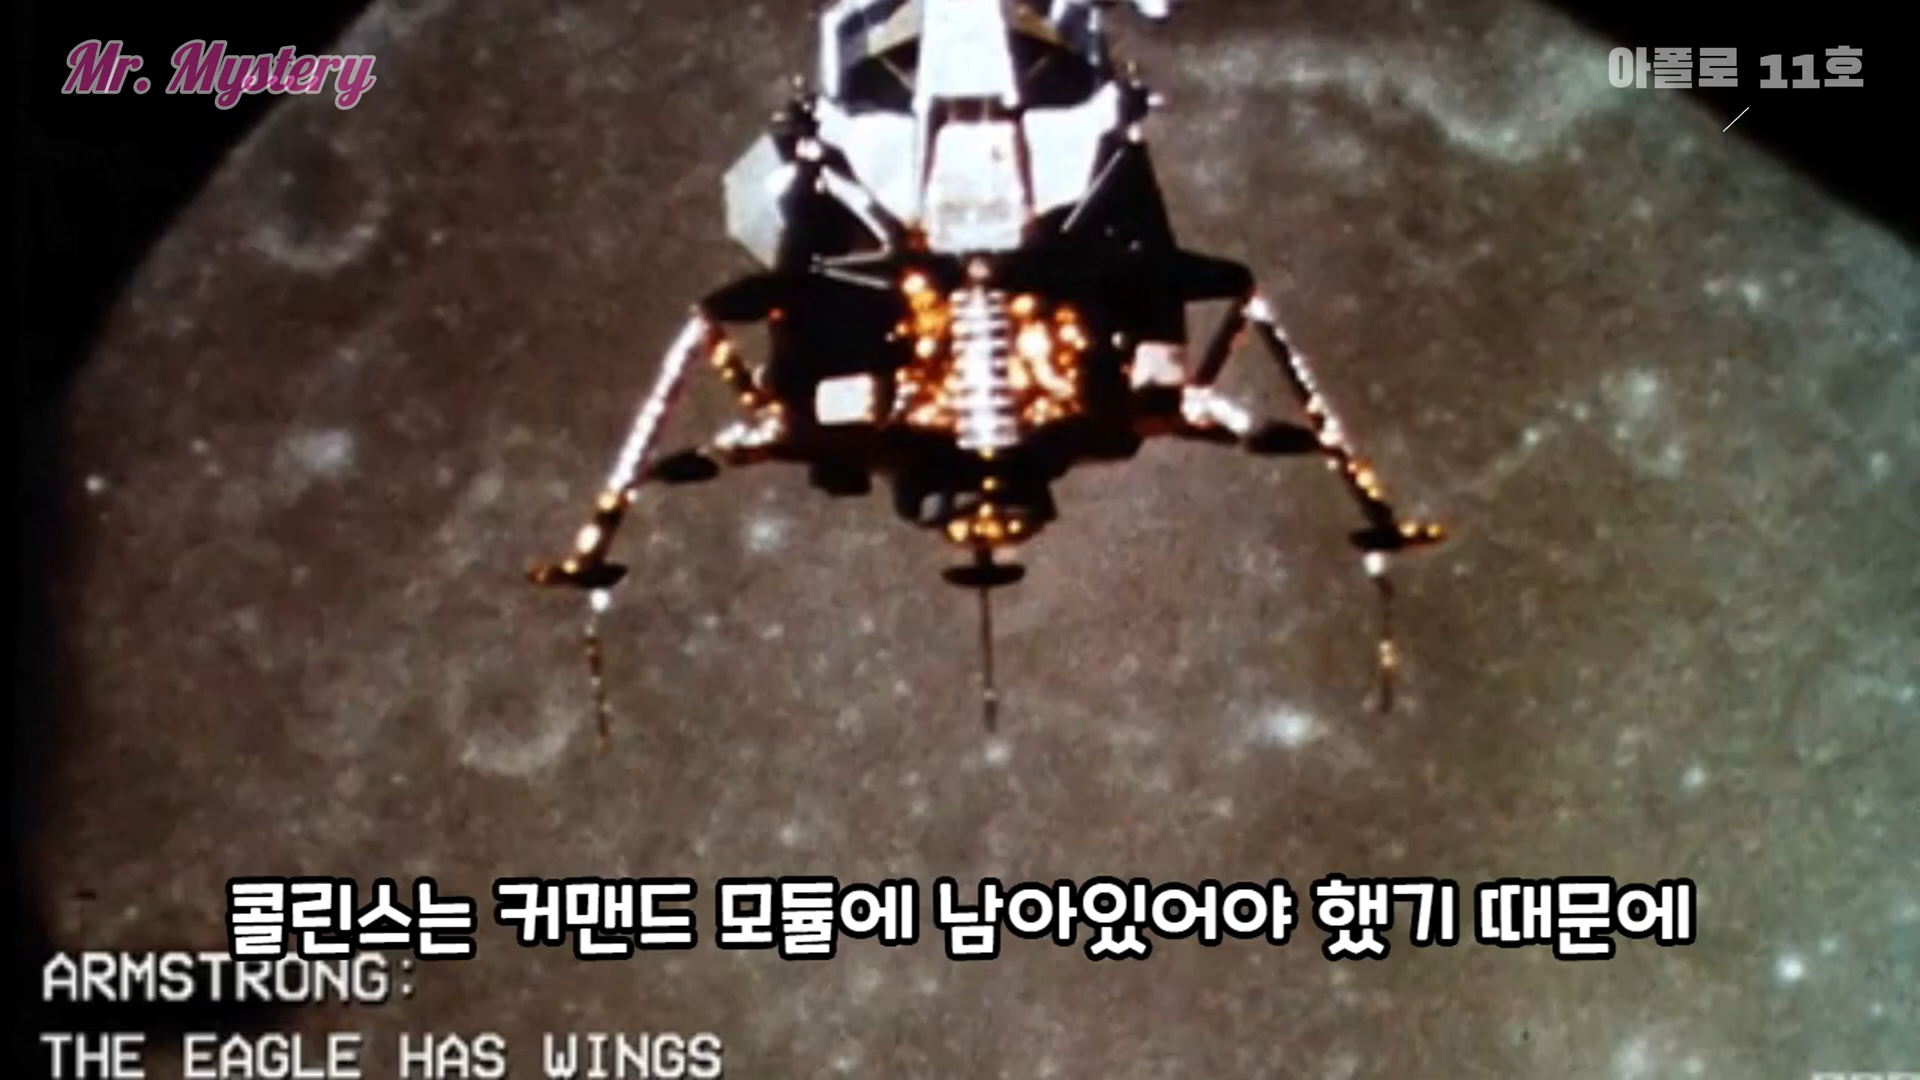 Mr. Mystery
아폴로 11호
콜린스는 커맨드 모듈에 남아있어야 했기 때문에
ARMSTRONG:
THE EAGLE HAS WINGS